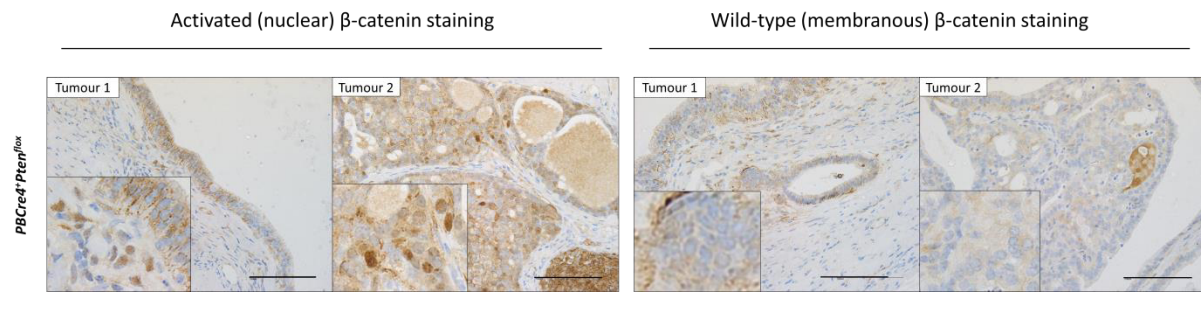 Activated (nuclear) β-catenin staining
Wild-type (membranous) β-catenin staining
PBCre4⁺Ptenᶠˡᵒˣ
Tumour 1
Tumour 2
Tumour 1
Tumour 2